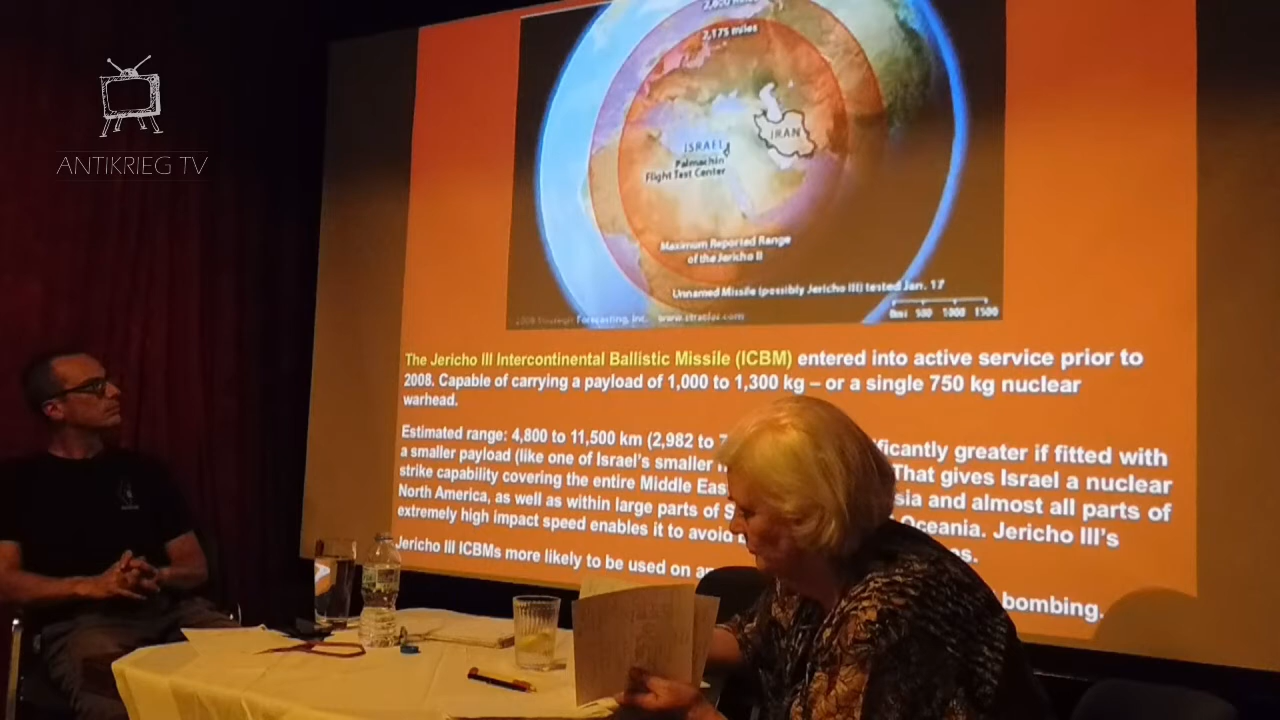 ANTIKRIEG TV
2,175 miles
IRAN
ISRAEL
Palmachin
Flight Test Center
Maximum Reported Range
of the Jericho II
Unnamed Missile (possibly Jericho III) tested Jan. 17
500 1000 1500
Forecasting, Inc. www.stratfor.com
The Jericho III Intercontinental Ballistic Missile (ICBM) entered into active service prior to
2008. Capable of carrying a payload of 1,000 to 1,300 kg – or a single 750 kg nuclear
warhead.
Estimated range: 4,800 to 11,500 km (2,982 to if fitted with
a smaller payload (like one of Israel's smaller That gives Israel a nuclear
strike capability covering the entire Middle and almost all parts of
North America, as well as within large parts of Oceania. Jericho III's
extremely high impact speed enables it to avoid
Jericho III ICBMs more likely to be used on bombing.